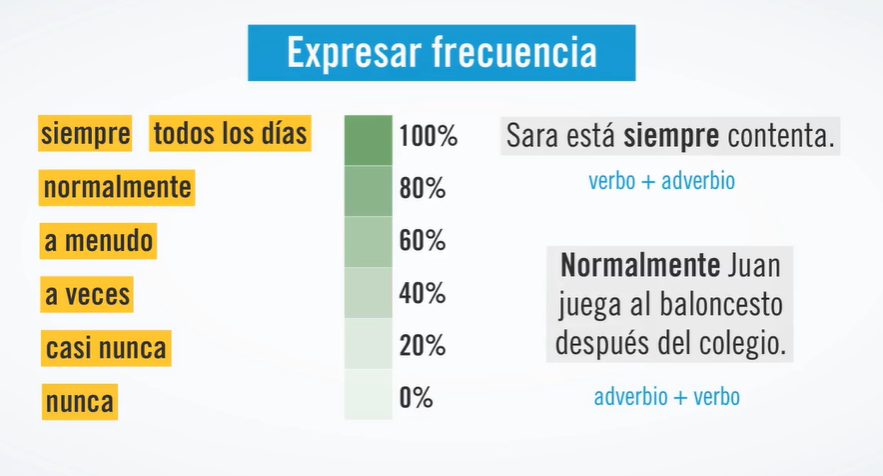 Expresar frecuencia
siempre todos los días 100%
normalmente 80%
a menudo 60%
a veces 40%
casi nunca 20%
nunca 0%
Sara está siempre contenta.
verbo + adverbio
Normalmente Juan
juega al baloncesto
después del colegio.
adverbio + verbo